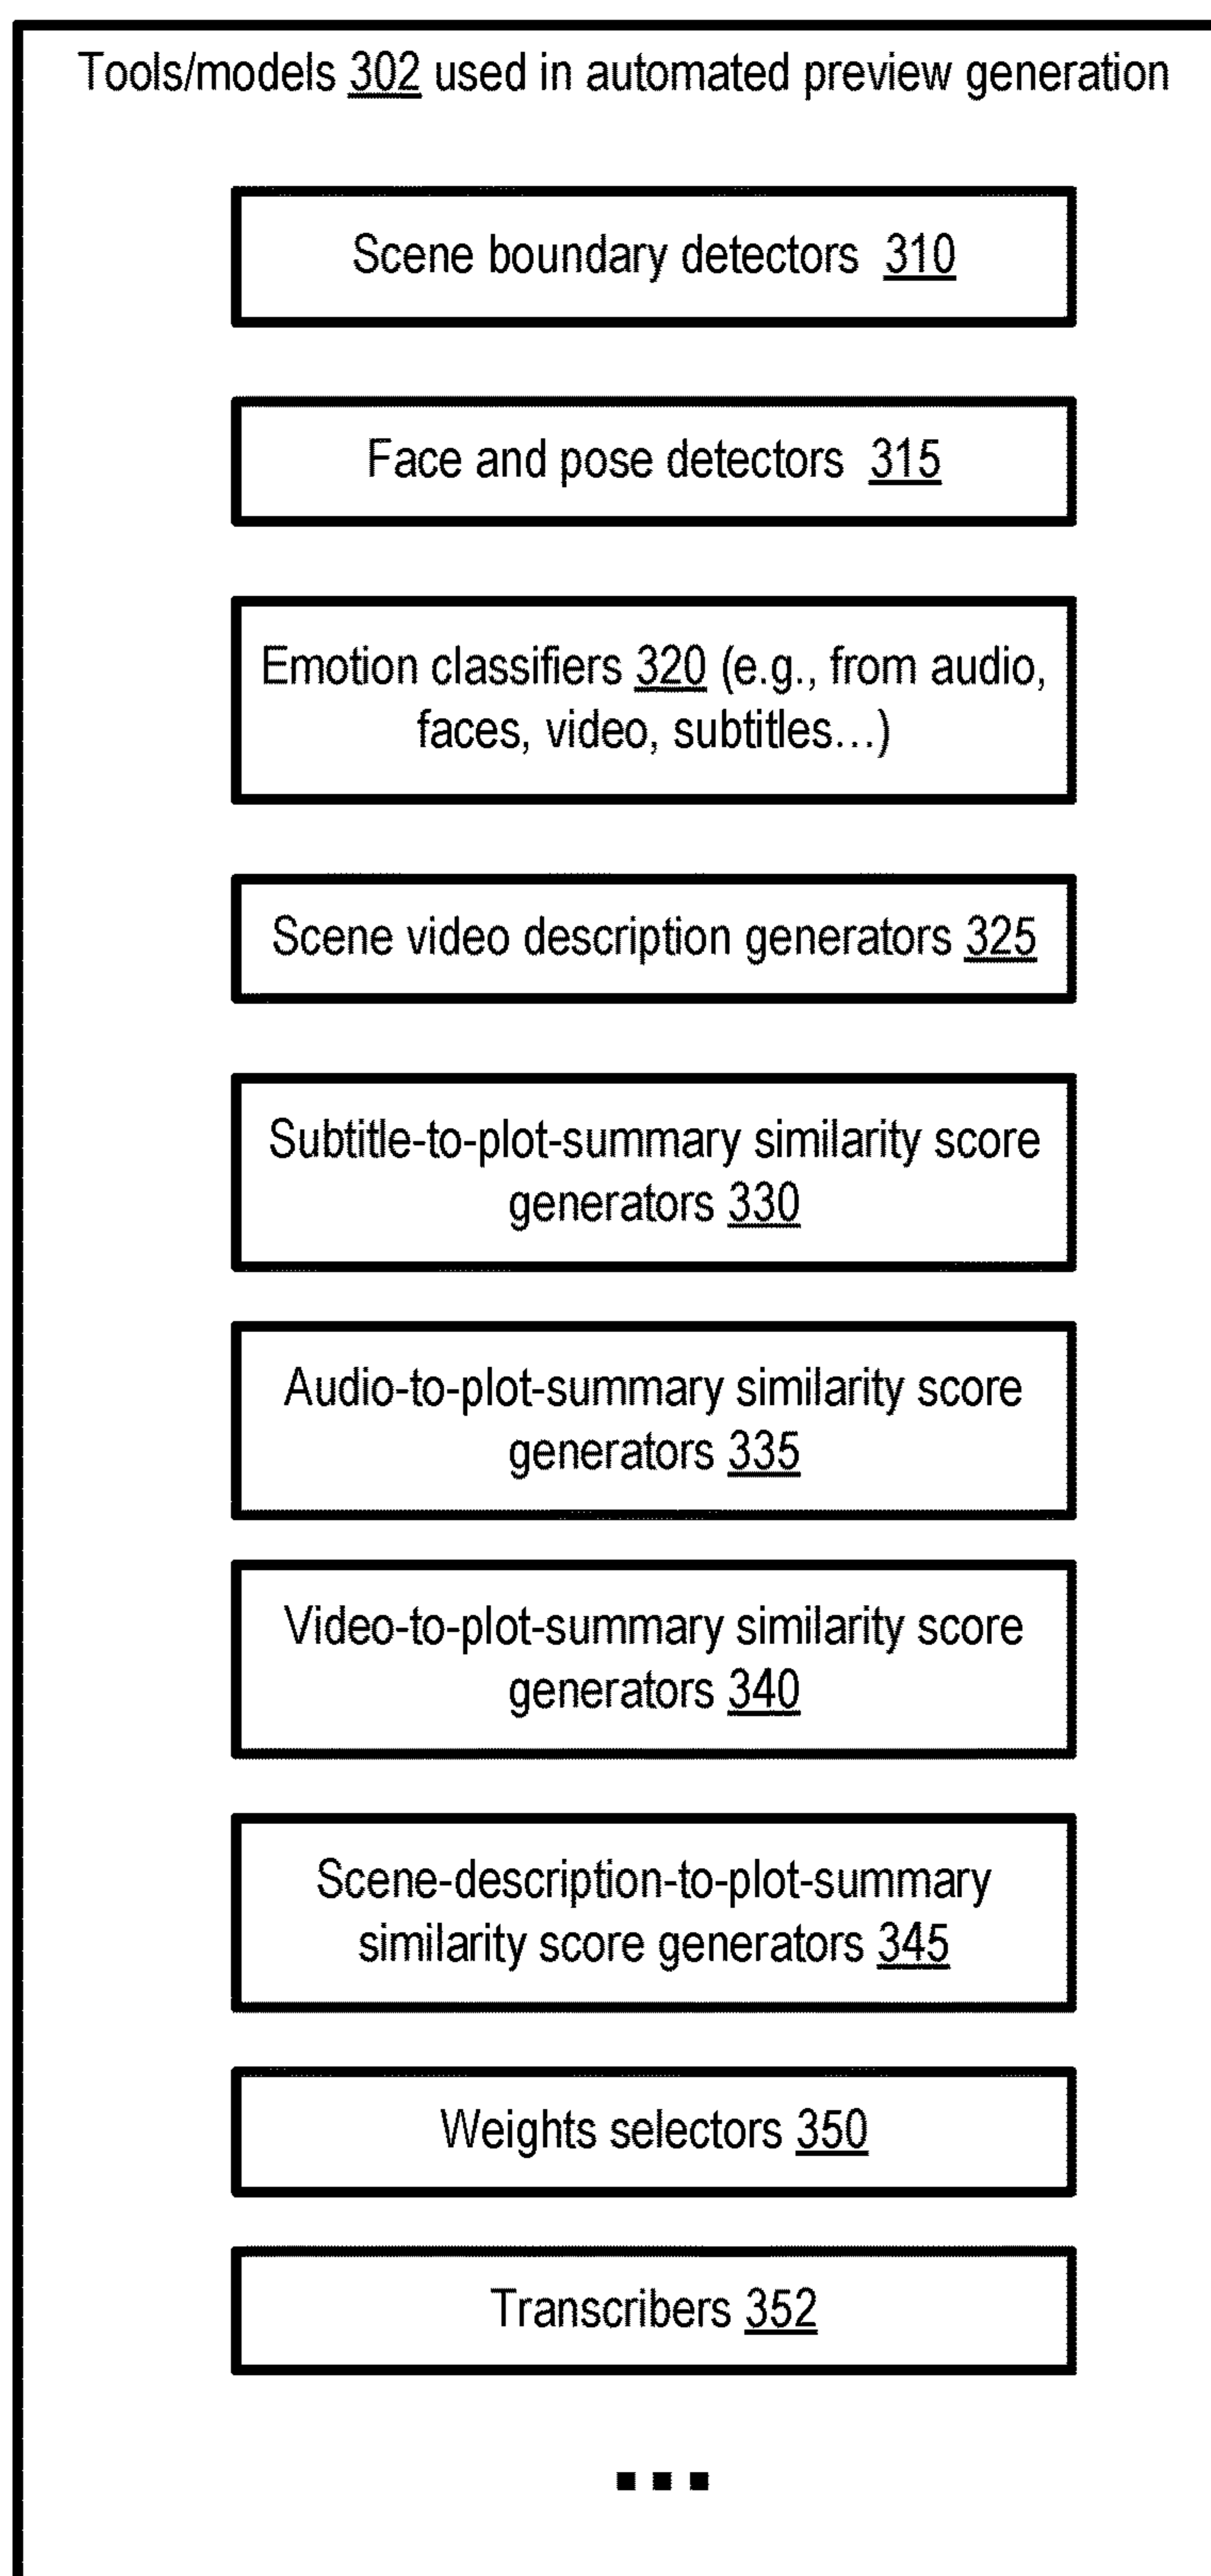 Tools/models 302 used in automated preview generation
Scene boundary detectors 310
Face and pose detectors 315
Emotion classifiers 320 (e.g., from audio,
faces, video, subtitles…)
Scene video description generators 325
Subtitle-to-plot-summary similarity score
generators 330
Audio-to-plot-summary similarity score
generators 335
Video-to-plot-summary similarity score
generators 340
Scene-description-to-plot-summary
similarity score generators 345
Weights selectors 350
Transcribers 352
...